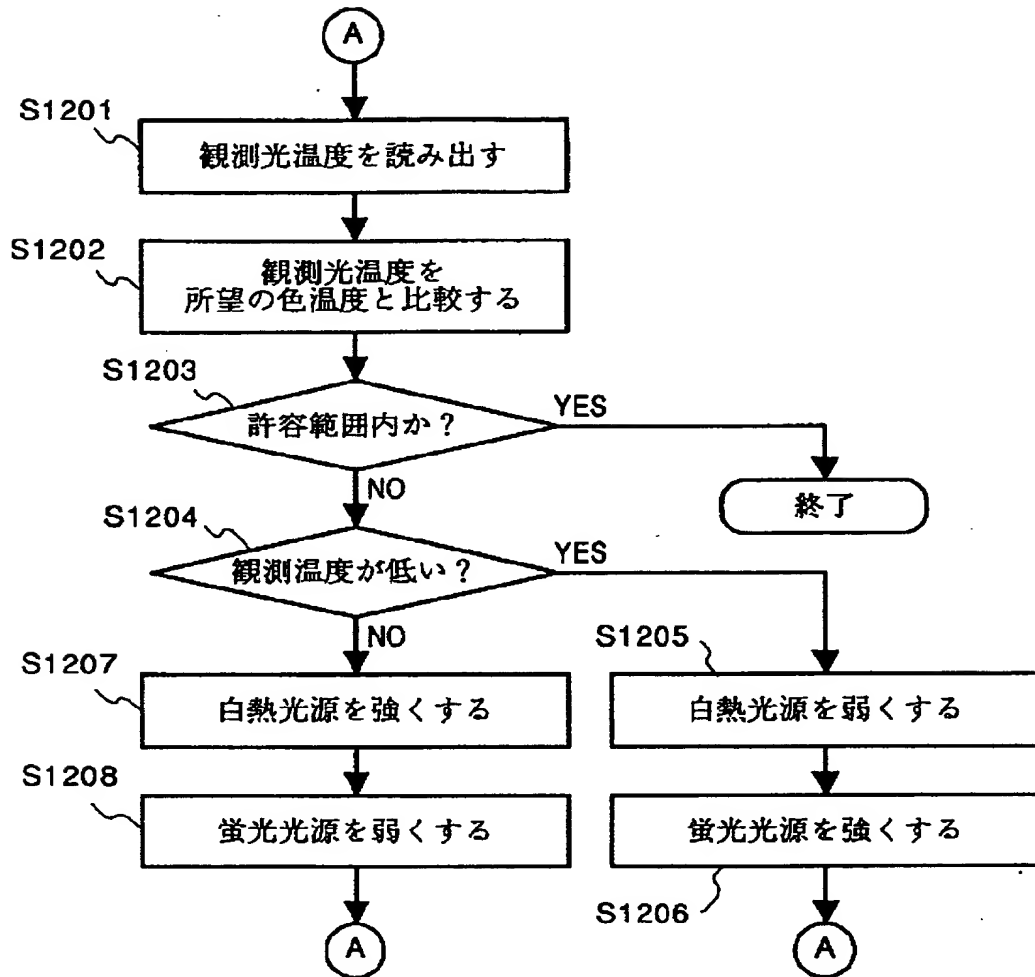 A
S1201
観測光温度を読み出す
S1202
観測光温度を
所望の色温度と比較する
S1203
許容範囲内か？
YES
NO
終了
S1204
観測温度が低い？
YES
NO
S1207
白熱光源を強くする
S1205
白熱光源を弱くする
S1208
蛍光光源を弱くする
蛍光光源を強くする
S1206
A
A